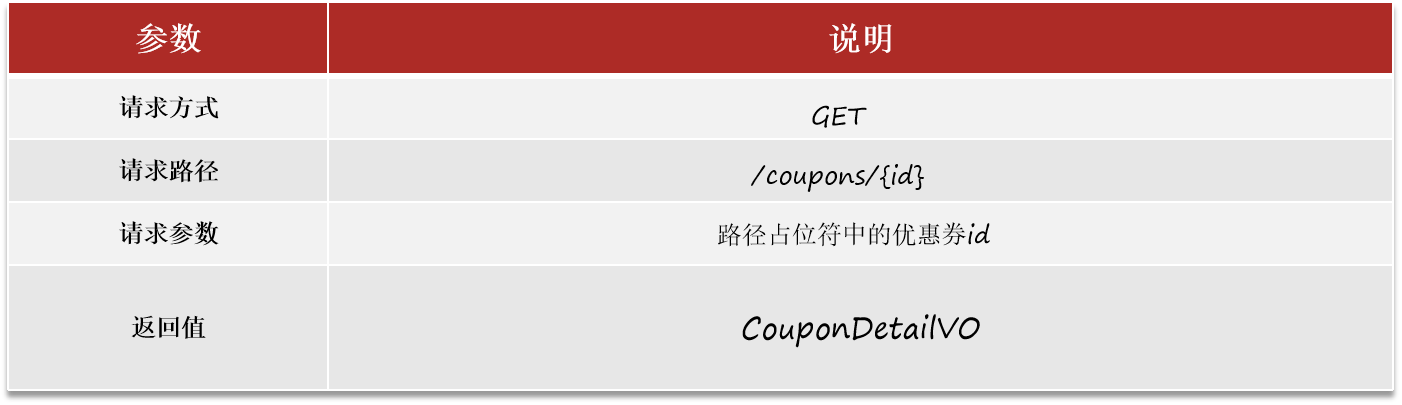 参数 说明
请求方式 GET
请求路径 /coupons/{id}
请求参数 路径占位符中的优惠券id
返回值 CouponDetailVO